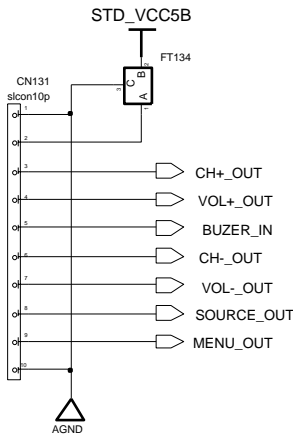 STD_VCC5B
2
FT134
B
C
A
3
1
CN131
slcon10p
1
2
3
CH+_OUT
4
VOL+_OUT
5
BUZER_IN
6
CH-_OUT
7
VOL-_OUT
8
SOURCE_OUT
9
MENU_OUT
10
AGND